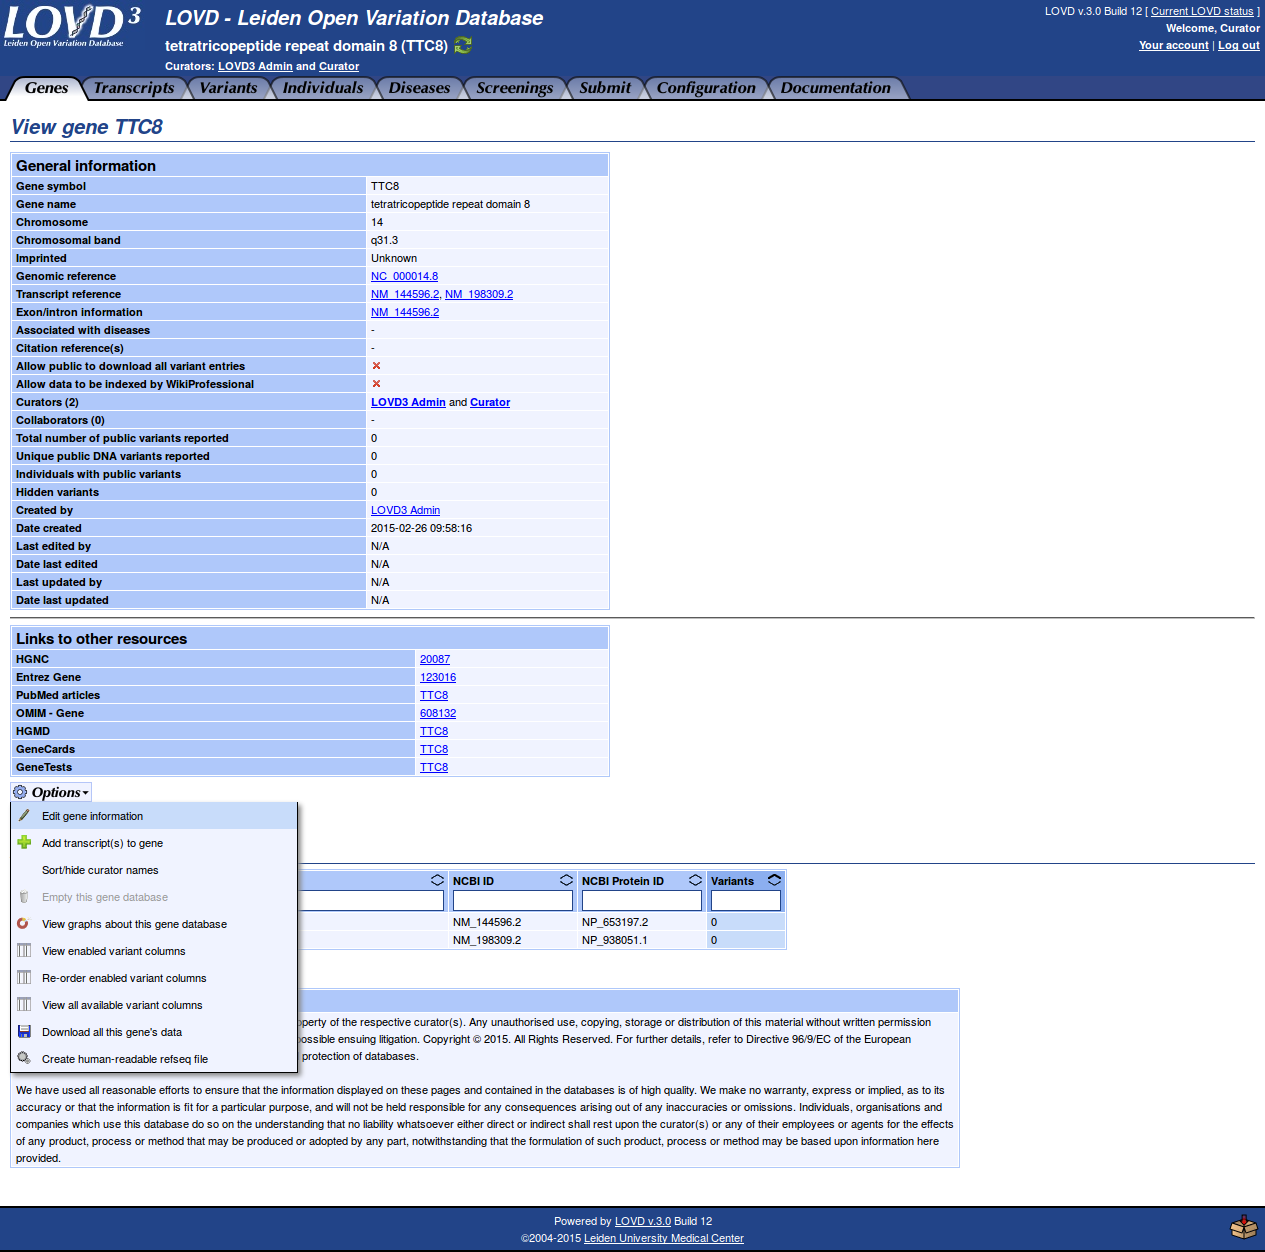 LOVD 3
Leiden Open Variation Database
LOVD - Leiden Open Variation Database
tetratricopeptide repeat domain 8 (TTC8)
Curators: LOVD3 Admin and Curator
LOVD v.3.0 Build 12 [ Current LOVD status ]
Welcome, Curator
Your account | Log out
Genes Transcripts Variants Individuals Diseases Screenings Submit Configuration Documentation
View gene TTC8
General information
Gene symbol TTC8
Gene name tetratricopeptide repeat domain 8
Chromosome 14
Chromosomal band q31.3
Imprinted Unknown
Genomic reference NC_000014.8
Transcript reference NM_144596.2, NM_198309.2
Exon/intron information NM_144596.2
Associated with diseases -
Citation reference(s) -
Allow public to download all variant entries
Allow data to be indexed by WikiProfessional
Curators (2) LOVD3 Admin and Curator
Collaborators (0) -
Total number of public variants reported 0
Unique public DNA variants reported 0
Individuals with public variants 0
Hidden variants 0
Created by LOVD3 Admin
Date created 2015-02-26 09:58:16
Last edited by N/A
Date last edited N/A
Last updated by N/A
Date last updated N/A
Links to other resources
HGNC 20087
Entrez Gene 123016
PubMed articles TTC8
OMIM - Gene 608132
HGMD TTC8
GeneCards TTC8
GeneTests TTC8
Options
Edit gene information
Add transcript(s) to gene
Sort/hide curator names
Empty this gene database
View graphs about this gene database
View enabled variant columns
Re-order enabled variant columns
View all available variant columns
Download all this gene's data
Create human-readable refseq file
NCBI ID NCBI Protein ID Variants
NM_144596.2 NP_653197.2 0
NM_198309.2 NP_938051.1 0
perty of the respective curator(s). Any unauthorised use, copying, storage or distribution of this material without written permission
ossible ensuing litigation. Copyright © 2015. All Rights Reserved. For further details, refer to Directive 96/9/EC of the European
protection of databases.
We have used all reasonable efforts to ensure that the information displayed on these pages and contained in the databases is of high quality. We make no warranty, express or implied, as to its
accuracy or that the information is fit for a particular purpose, and will not be held responsible for any consequences arising out of any inaccuracies or omissions. Individuals, organisations and
companies which use this database do so on the understanding that no liability whatsoever either direct or indirect shall rest upon the curator(s) or any of their employees or agents for the effects
of any product, process or method that may be produced or adopted by any part, notwithstanding that the formulation of such product, process or method may be based upon information here
provided.
Powered by LOVD v.3.0 Build 12
©2004-2015 Leiden University Medical Center